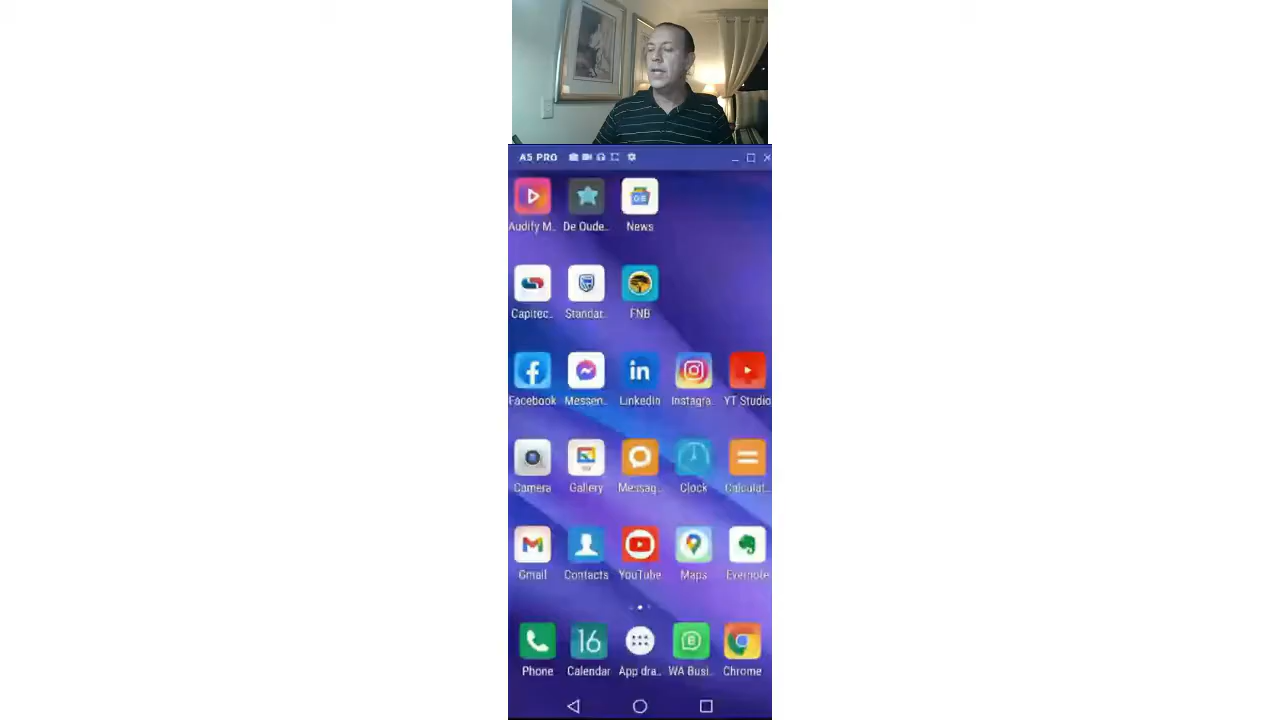 A5 PRO
Audify M.. De Oude.. News
GE
Capitec.. Standar.. FNB
Facebook Messen.. LinkedIn Instagra.. YT Studio
Camera Gallery Messag.. Clock Calculat..
Gmail Contacts YouTube Maps Evernote
16
Phone Calendar App dra.. WA Busi.. Chrome